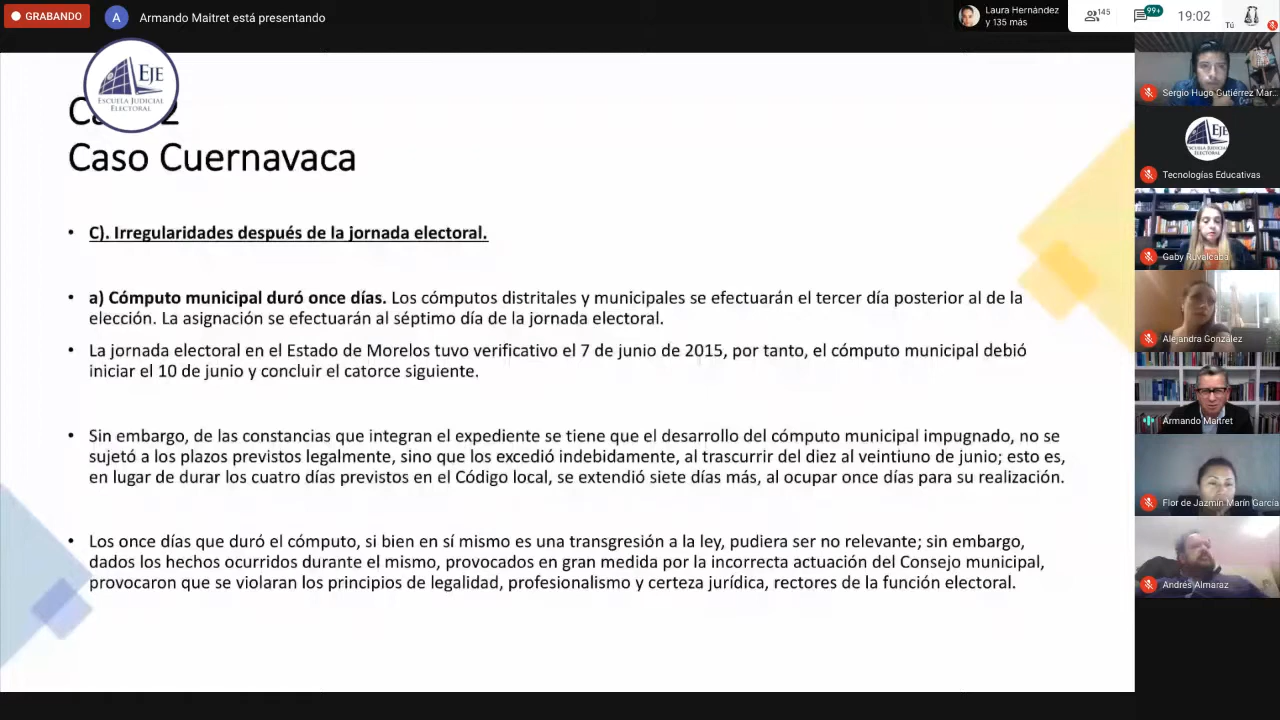 GRABANDO
A
Armando Maitret está presentando
Laura Hernández
y 135 más
145
99+
19:02
Tú
EJE
ESCUELA JUDICIAL
ELECTORAL
2
Caso Cuernavaca
• C). Irregularidades después de la jornada electoral.
• a) Cómputo municipal duró once días. Los cómputos distritales y municipales se efectuarán el tercer día posterior al de la
elección. La asignación se efectuarán al séptimo día de la jornada electoral.
• La jornada electoral en el Estado de Morelos tuvo verificativo el 7 de junio de 2015, por tanto, el cómputo municipal debió
iniciar el 10 de junio y concluir el catorce siguiente.
• Sin embargo, de las constancias que integran el expediente se tiene que el desarrollo del cómputo municipal impugnado, no se
sujetó a los plazos previstos legalmente, sino que los excedió indebidamente, al trascurrir del diez al veintiuno de junio; esto es,
en lugar de durar los cuatro días previstos en el Código local, se extendió siete días más, al ocupar once días para su realización.
• Los once días que duró el cómputo, si bien en sí mismo es una transgresión a la ley, pudiera ser no relevante; sin embargo,
dados los hechos ocurridos durante el mismo, provocados en gran medida por la incorrecta actuación del Consejo municipal,
provocaron que se violaran los principios de legalidad, profesionalismo y certeza jurídica, rectores de la función electoral.
Sergio Hugo Gutiérrez Mar...
EJE
ESCUELA JUDICIAL
ELECTORAL
Tecnologías Educativas
Gaby Ruvalcaba
Alejandra González
Armando Maitret
Flor de Jazmín Marín García
Andrés Almaraz